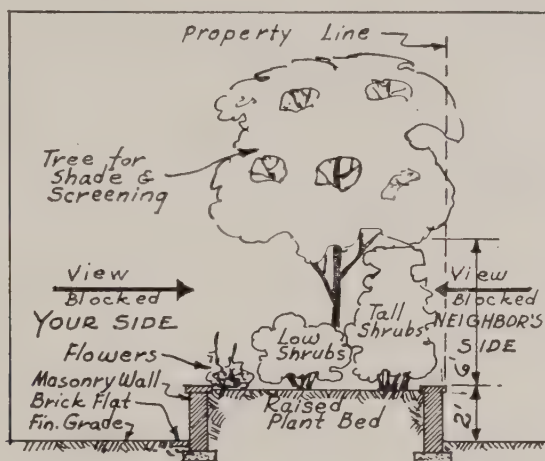 Property Line
Tree for
Shade &
Screening
View
Blocked
View
Blocked
YOUR SIDE
NEIGHBOR'S
SIDE
Flowers
Low
Shrubs
Tall
Shrubs
6'
Masonry Wall
Brick Flat
Fin. Grade
Raised
Plant Bed
2'